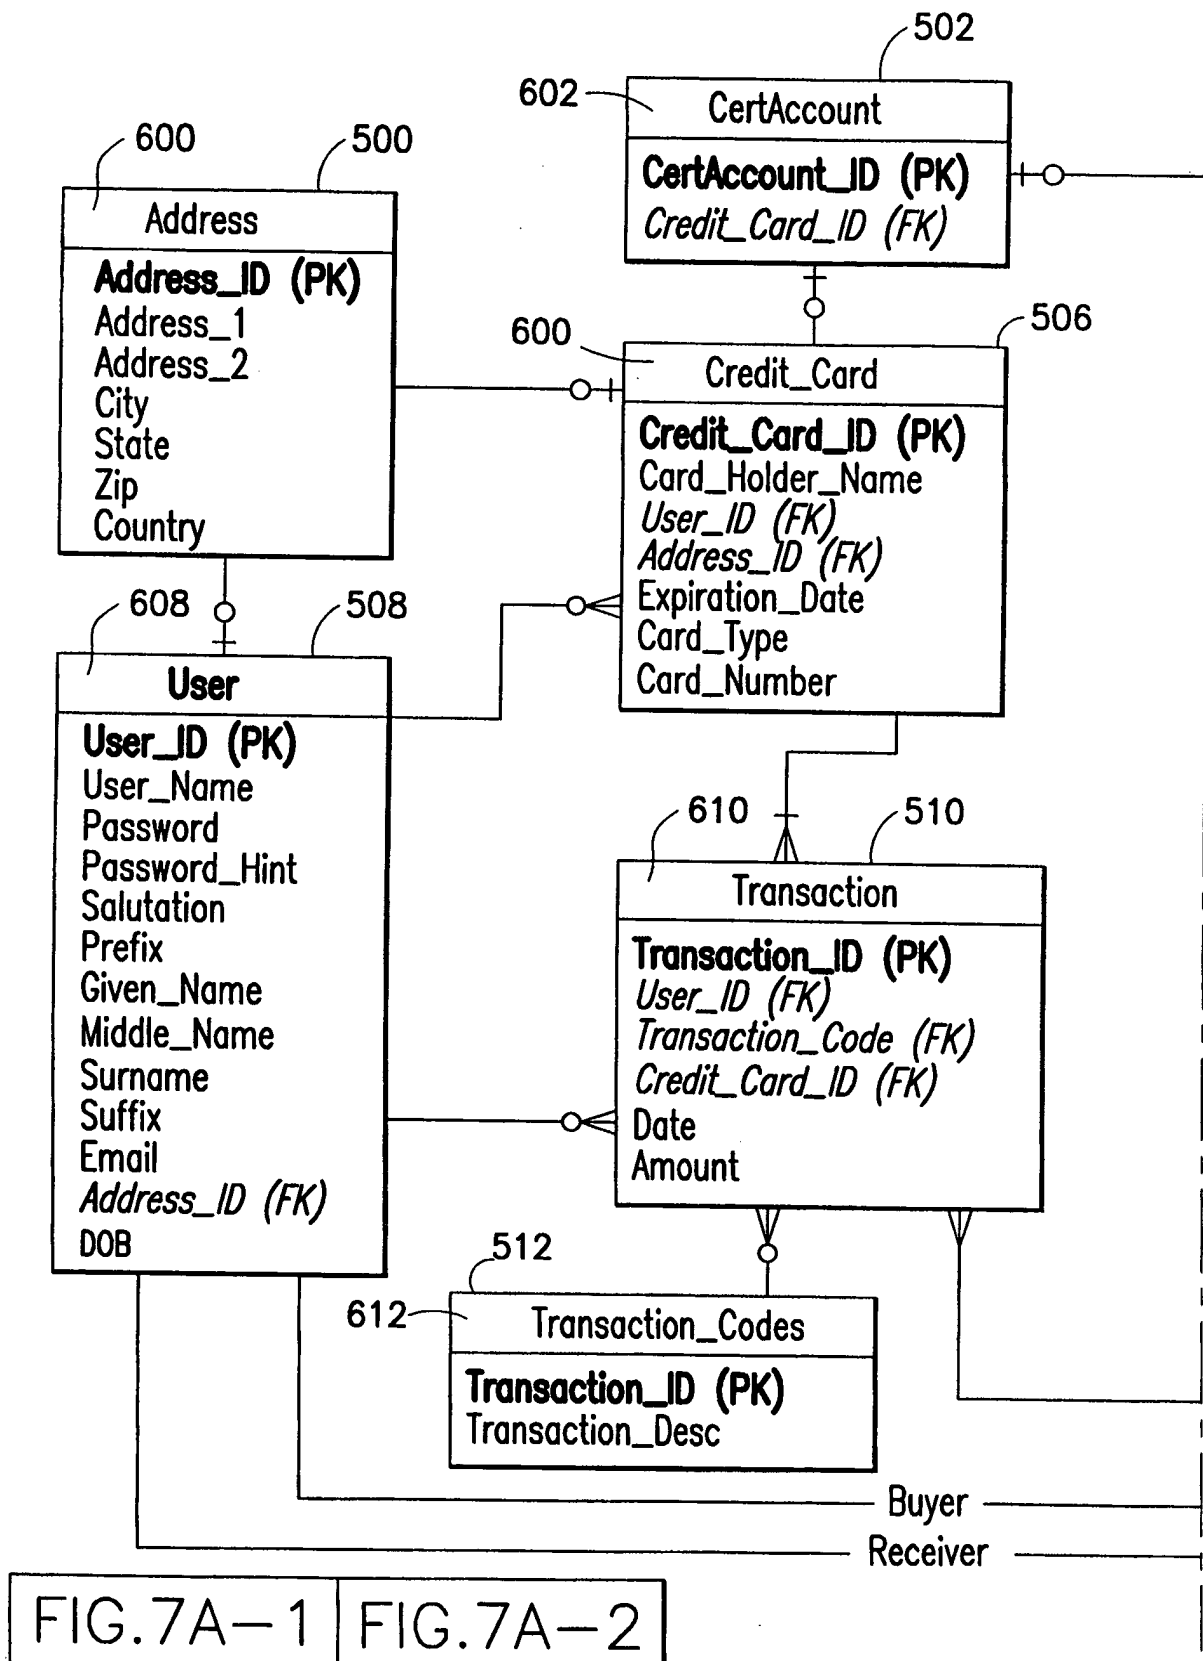 502
602
CertAccount
CertAccount_ID (PK)
Credit_Card_ID (FK)
600
500
Address
Address_ID (PK)
Address_1
Address_2
City
State
Zip
Country
600
506
Credit_Card
Credit_Card_ID (PK)
Card_Holder_Name
User_ID (FK)
Address_ID (FK)
Expiration_Date
Card_Type
Card_Number
608
508
User
User_ID (PK)
User_Name
Password
Password_Hint
Salutation
Prefix
Given_Name
Middle_Name
Surname
Suffix
Email
Address_ID (FK)
DOB
610
510
Transaction
Transaction_ID (PK)
User_ID (FK)
Transaction_Code (FK)
Credit_Card_ID (FK)
Date
Amount
512
612
Transaction_Codes
Transaction_ID (PK)
Transaction_Desc
Buyer
Receiver
FIG.7A-1
FIG.7A-2